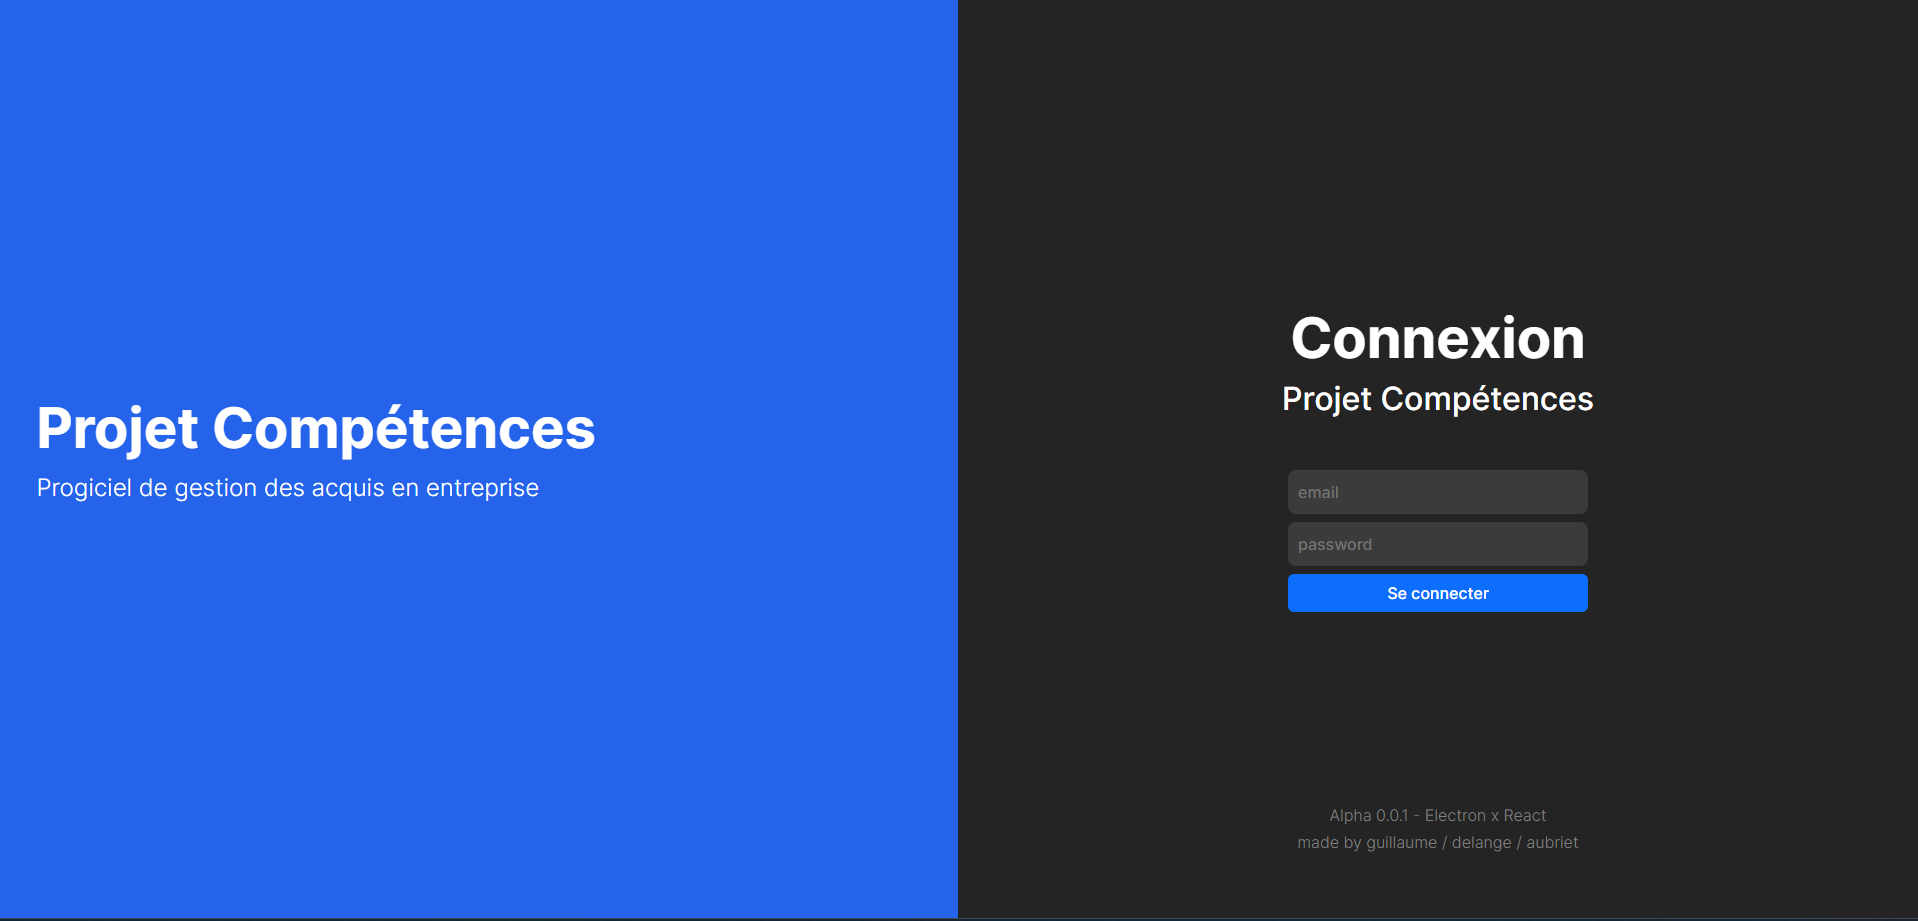 Projet Compétences
Progiciel de gestion des acquis en entreprise
Connexion
Projet Compétences
email
password
Se connecter
Alpha 0.0.1 - Electron x React
made by guillaume / delange / aubriet